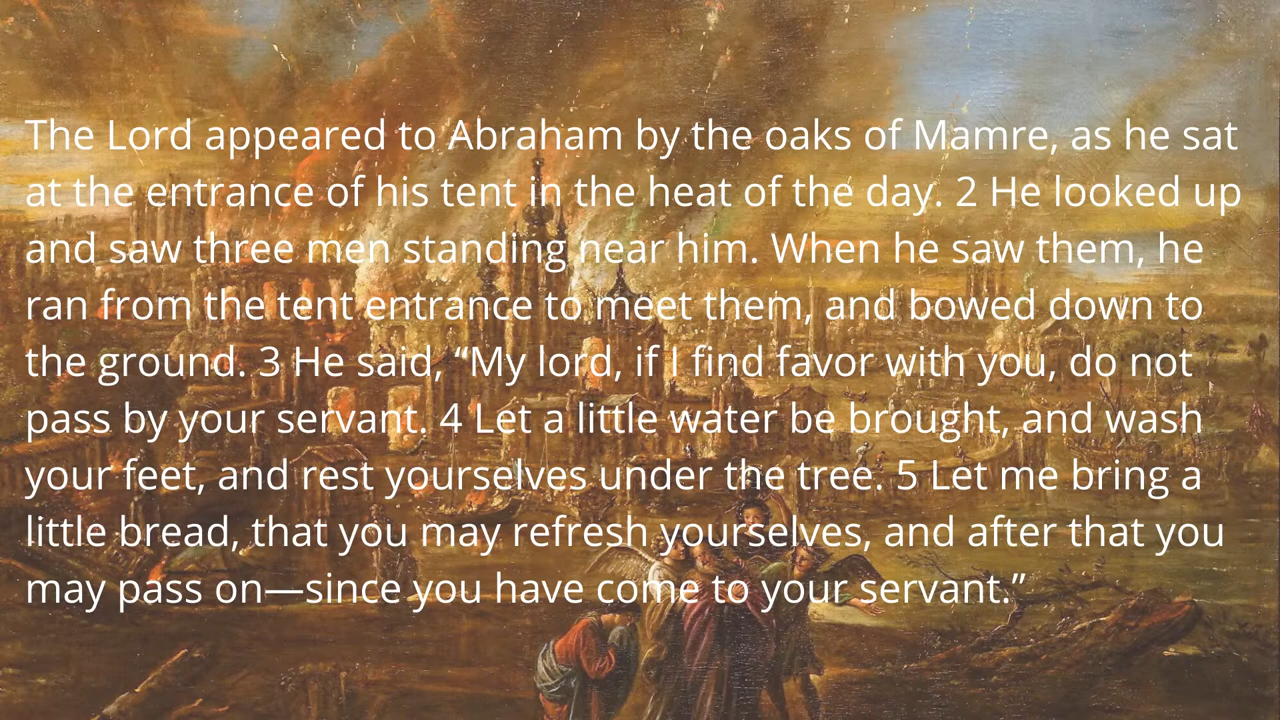 The Lord appeared to Abraham by the oaks of Mamre, as he sat
at the entrance of his tent in the heat of the day. 2 He looked up
and saw three men standing near him. When he saw them, he
ran from the tent entrance to meet them, and bowed down to
the ground. 3 He said, “My lord, if I find favor with you, do not
pass by your servant. 4 Let a little water be brought, and wash
your feet, and rest yourselves under the tree. 5 Let me bring a
little bread, that you may refresh yourselves, and after that you
may pass on—since you have come to your servant.”